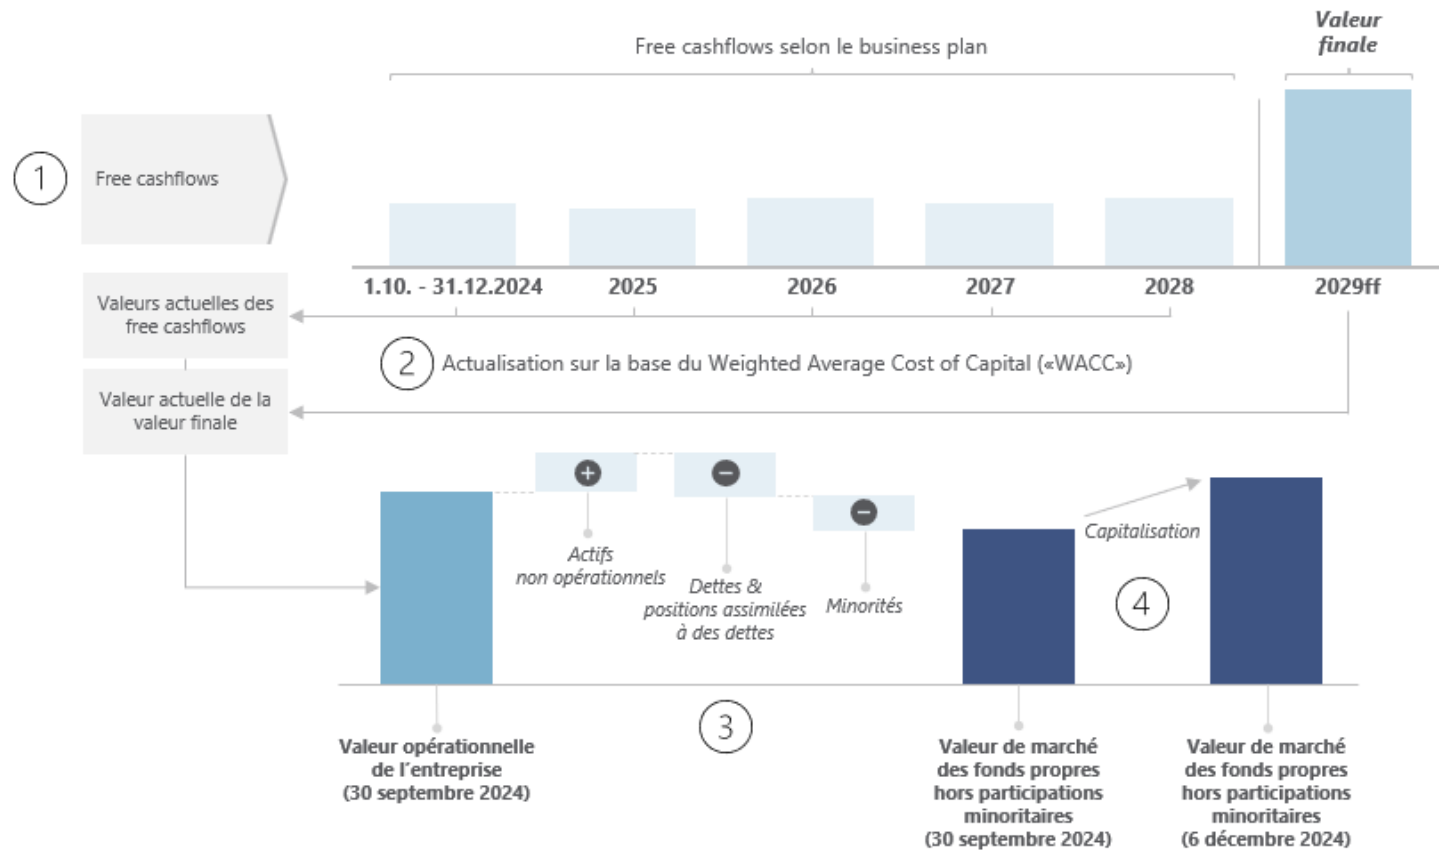 Free cashflows selon le business plan
Valeur
finale
1
Free cashflows
1.10. - 31.12.2024
2025
2026
2027
2028
2029ff
Valeurs actuelles des
free cashflows
2
Actualisation sur la base du Weighted Average Cost of Capital («WACC»)
Valeur actuelle de la
valeur finale
+
−
−
Actifs
non opérationnels
Dettes &
positions assimilées
à des dettes
Minorités
Capitalisation
4
3
Valeur opérationnelle
de l'entreprise
(30 septembre 2024)
Valeur de marché
des fonds propres
hors participations
minoritaires
(30 septembre 2024)
Valeur de marché
des fonds propres
hors participations
minoritaires
(6 décembre 2024)